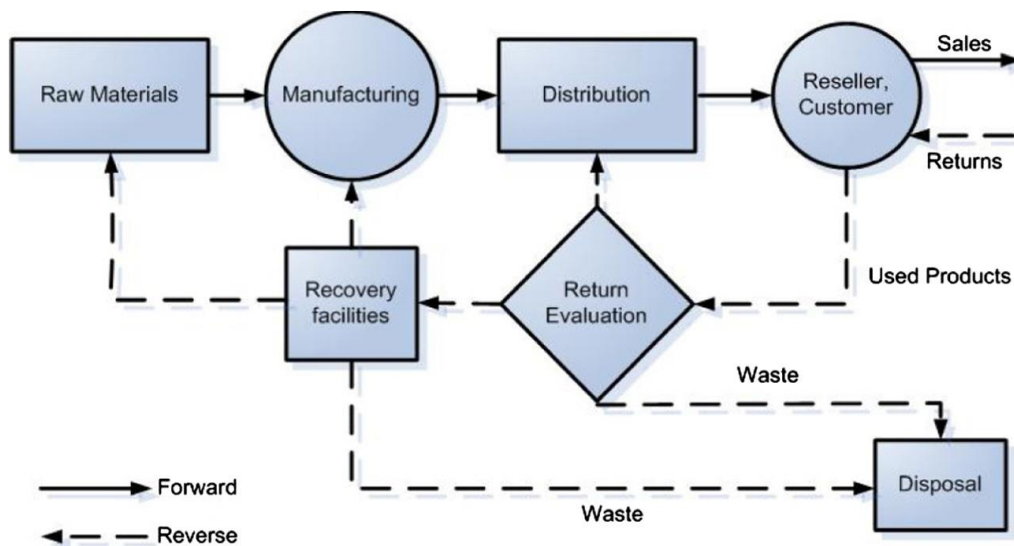 Raw Materials
Manufacturing
Distribution
Reseller,
Customer
Sales
Returns
Used Products
Recovery
facilities
Return
Evaluation
Waste
Disposal
Waste
Forward
Reverse